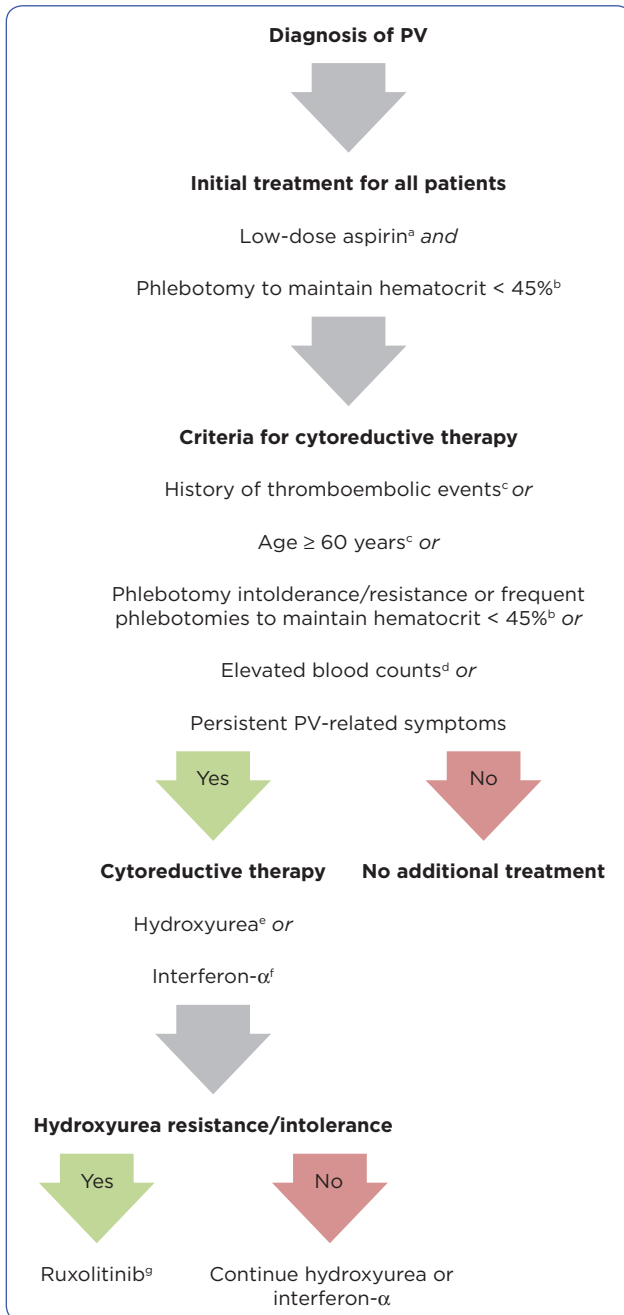 Diagnosis of PV
Initial treatment for all patients
Low-dose aspirinᵃ and
Phlebotomy to maintain hematocrit < 45%ᵇ
Criteria for cytoreductive therapy
History of thromboembolic eventsᶜ or
Age ≥ 60 yearsᶜ or
Phlebotomy intolderance/resistance or frequent
phlebotomies to maintain hematocrit < 45%ᵇ or
Elevated blood countsᵈ or
Persistent PV-related symptoms
Yes No
Cytoreductive therapy No additional treatment
Hydroxyureaᵉ or
Interferon-αᶠ
Hydroxyurea resistance/intolerance
Yes No
Ruxolitinibᵍ Continue hydroxyurea or
interferon-α